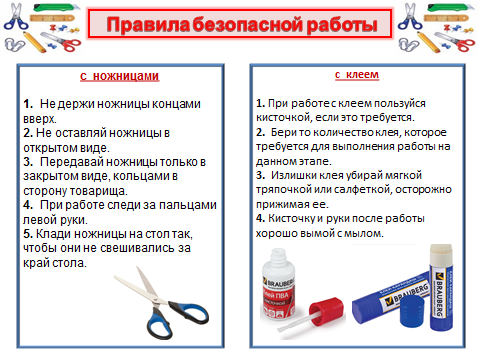 Правила безопасной работы
с ножницами
1. Не держи ножницы концами
вверх.
2. Не оставляй ножницы в
открытом виде.
3. Передавай ножницы только в
закрытом виде, кольцами в
сторону товарища.
4. При работе следи за пальцами
левой руки.
5. Клади ножницы на стол так,
чтобы они не свешивались за
край стола.
с клеем
1. При работе с клеем пользуйся
кисточкой, если это требуется.
2. Бери то количество клея, которое
требуется для выполнения работы на
данном этапе.
3. Излишки клея убирай мягкой
тряпочкой или салфеткой, осторожно
прижимая ее.
4. Кисточку и руки после работы
хорошо вымой с мылом.
BRAUBERG
ПВА
BRAUBERG
BRAUBERG